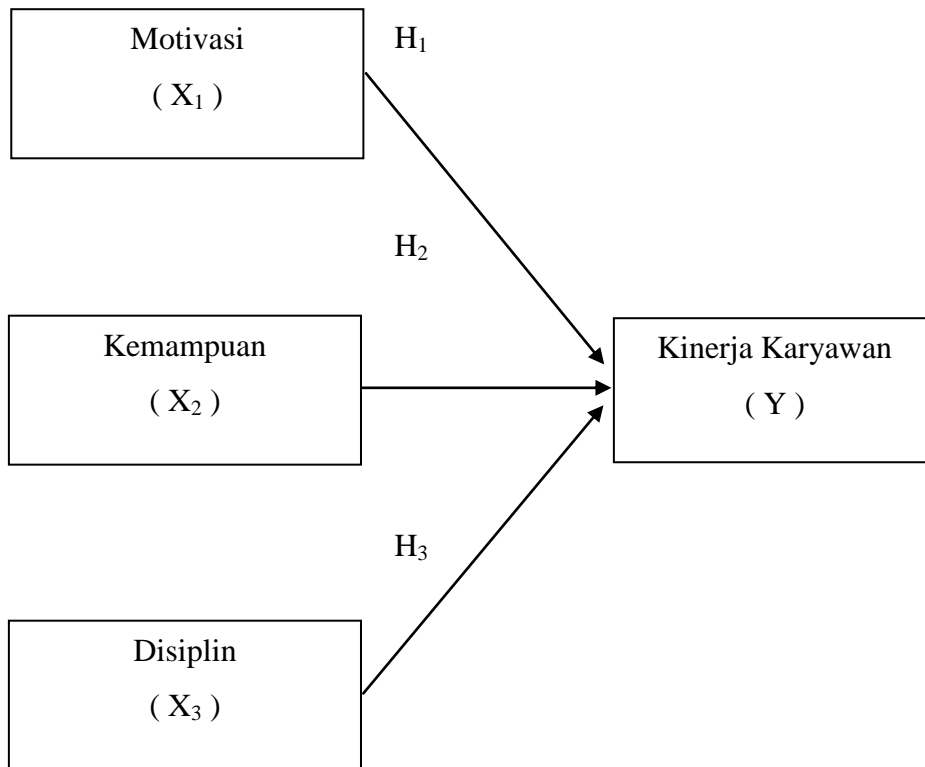 Motivasi
( X₁ )
H₁
H₂
Kemampuan
( X₂ )
Kinerja Karyawan
( Y )
H₃
Disiplin
( X₃ )